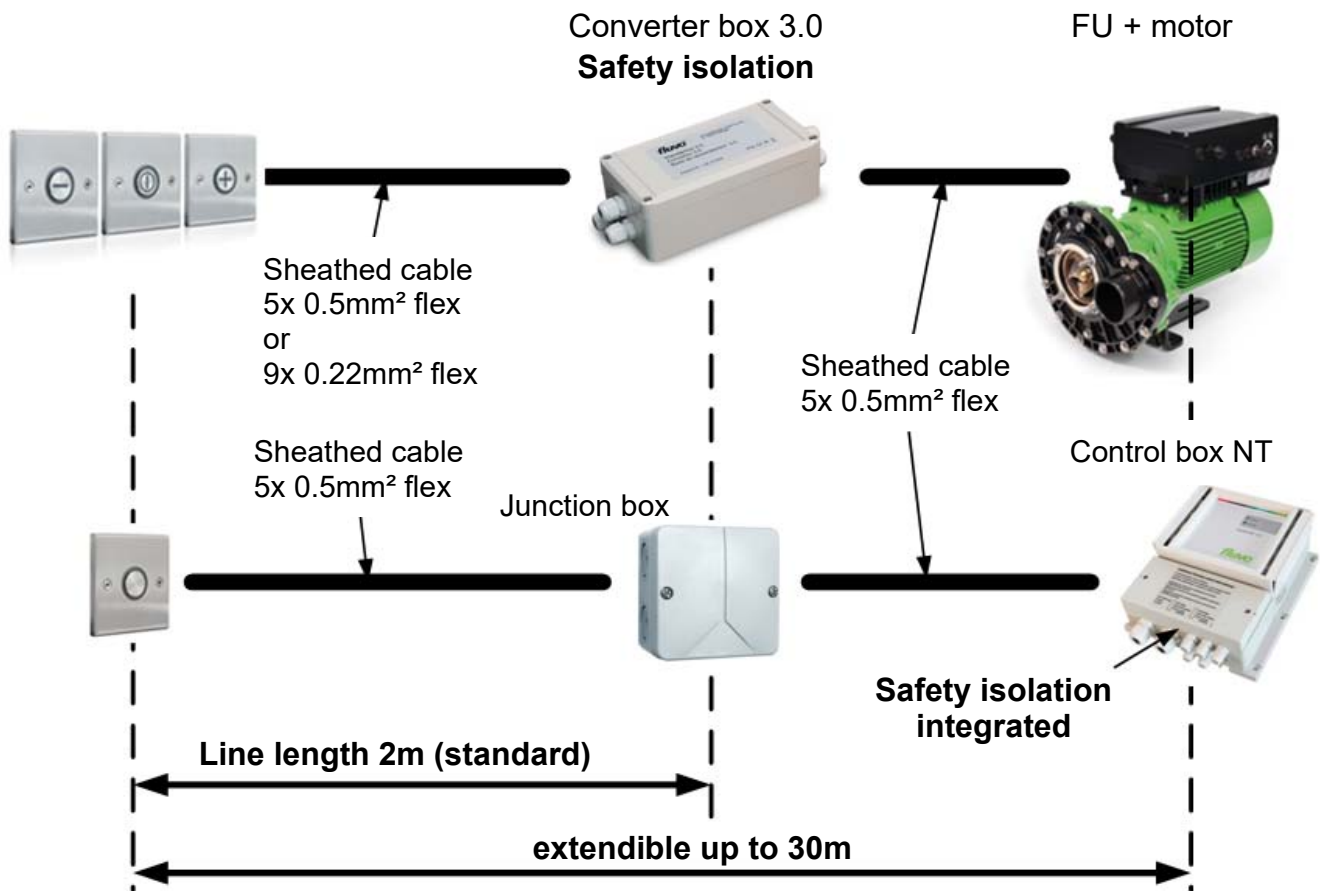 Converter box 3.0
Safety isolation
FU + motor
fluvo
Sheathed cable
5x 0.5mm² flex
or
9x 0.22mm² flex
Sheathed cable
5x 0.5mm² flex
Sheathed cable
5x 0.5mm² flex
Junction box
Control box NT
fluvo
Safety isolation
integrated
Line length 2m (standard)
extendible up to 30m